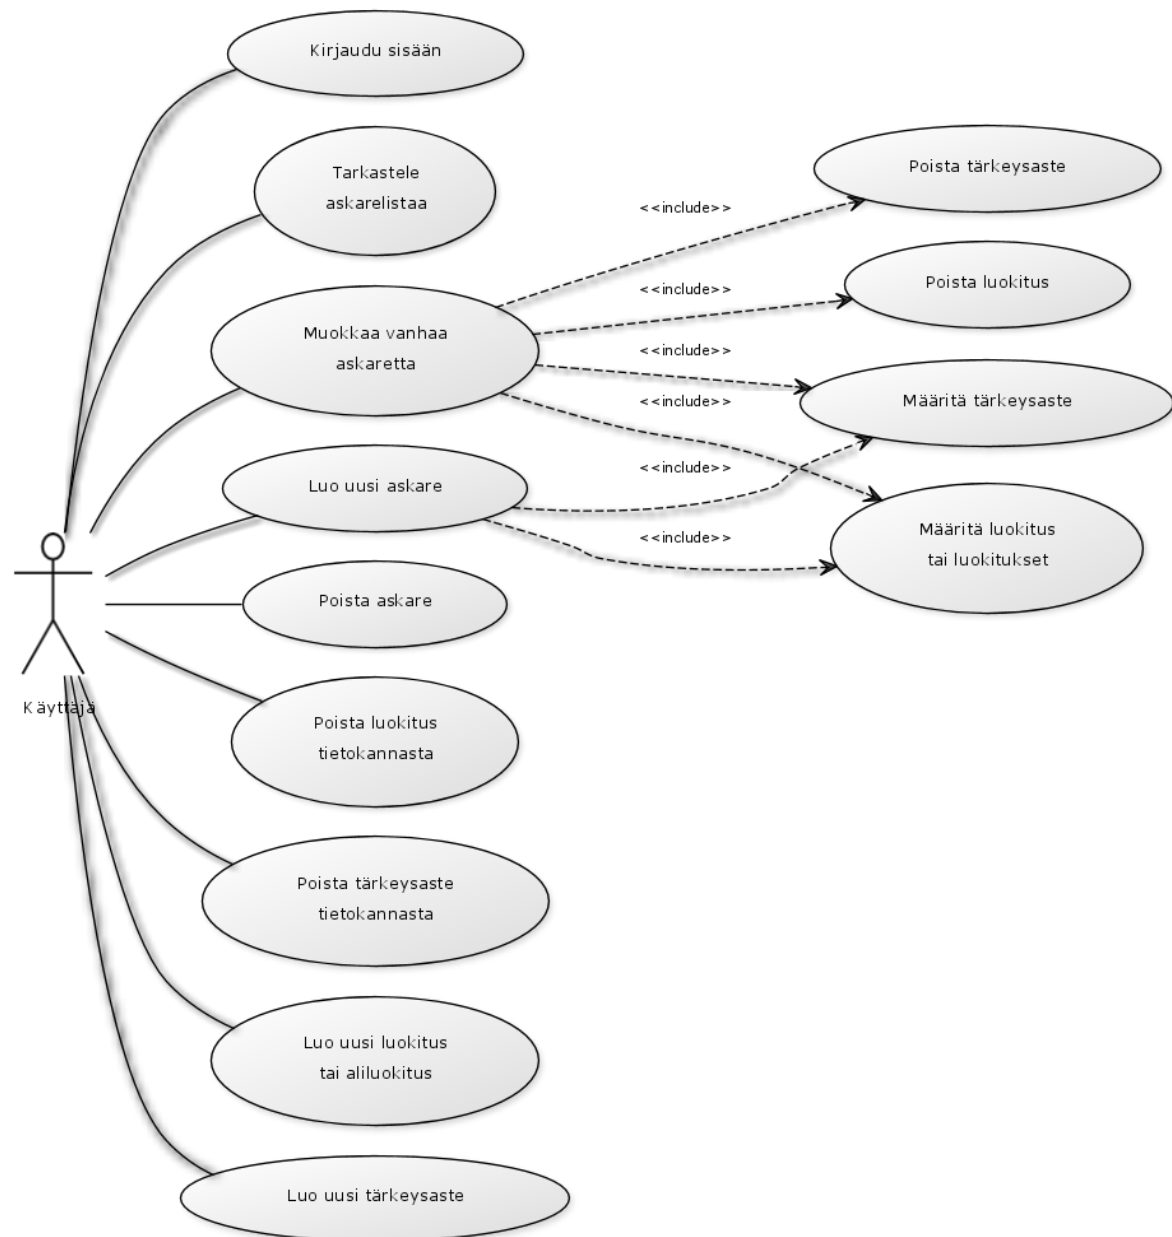 Kirjaudu sisään
Tarkastele
askarelistaa
Muokkaa vanhaa
askaretta
Luo uusi askare
Poista askare
Poista luokitus
tietokannasta
Poista tärkeysaste
tietokannasta
Luo uusi luokitus
tai aliluokitus
Luo uusi tärkeysaste
Käyttäjä
<<include>>
<<include>>
<<include>>
<<include>>
<<include>>
<<include>>
Poista tärkeysaste
Poista luokitus
Määritä tärkeysaste
Määritä luokitus
tai luokitukset